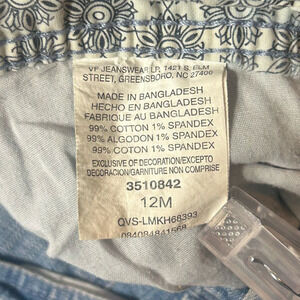 VF JEANSWEAR LP, 1421 S. ELM
STREET, GREENSBORO, NC 27406
MADE IN BANGLADESH
HECHO EN BANGLADESH
FABRIQUE AU BANGLADESH
99% COTTON 1% SPANDEX
99% ALGODON 1% SPANDEX
99% COTON 1% SPANDEX
EXCLUSIVE OF DECORATION/EXCEPTO
DECORACION/GARNITURE NON COMPRISE
3510842
12M
QVS-LMKH68393